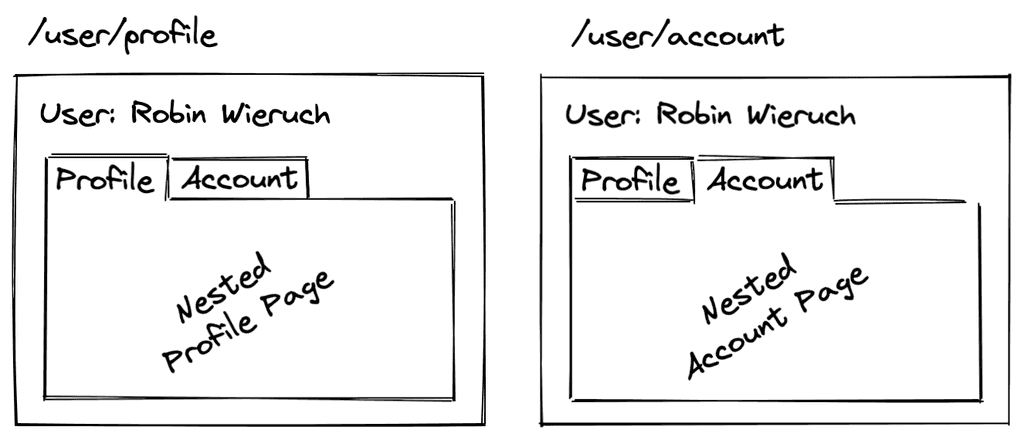 /user/profile
User: Robin Wieruch
Profile Account
Nested
Profile Page
/user/account
User: Robin Wieruch
Profile Account
Nested
Account Page